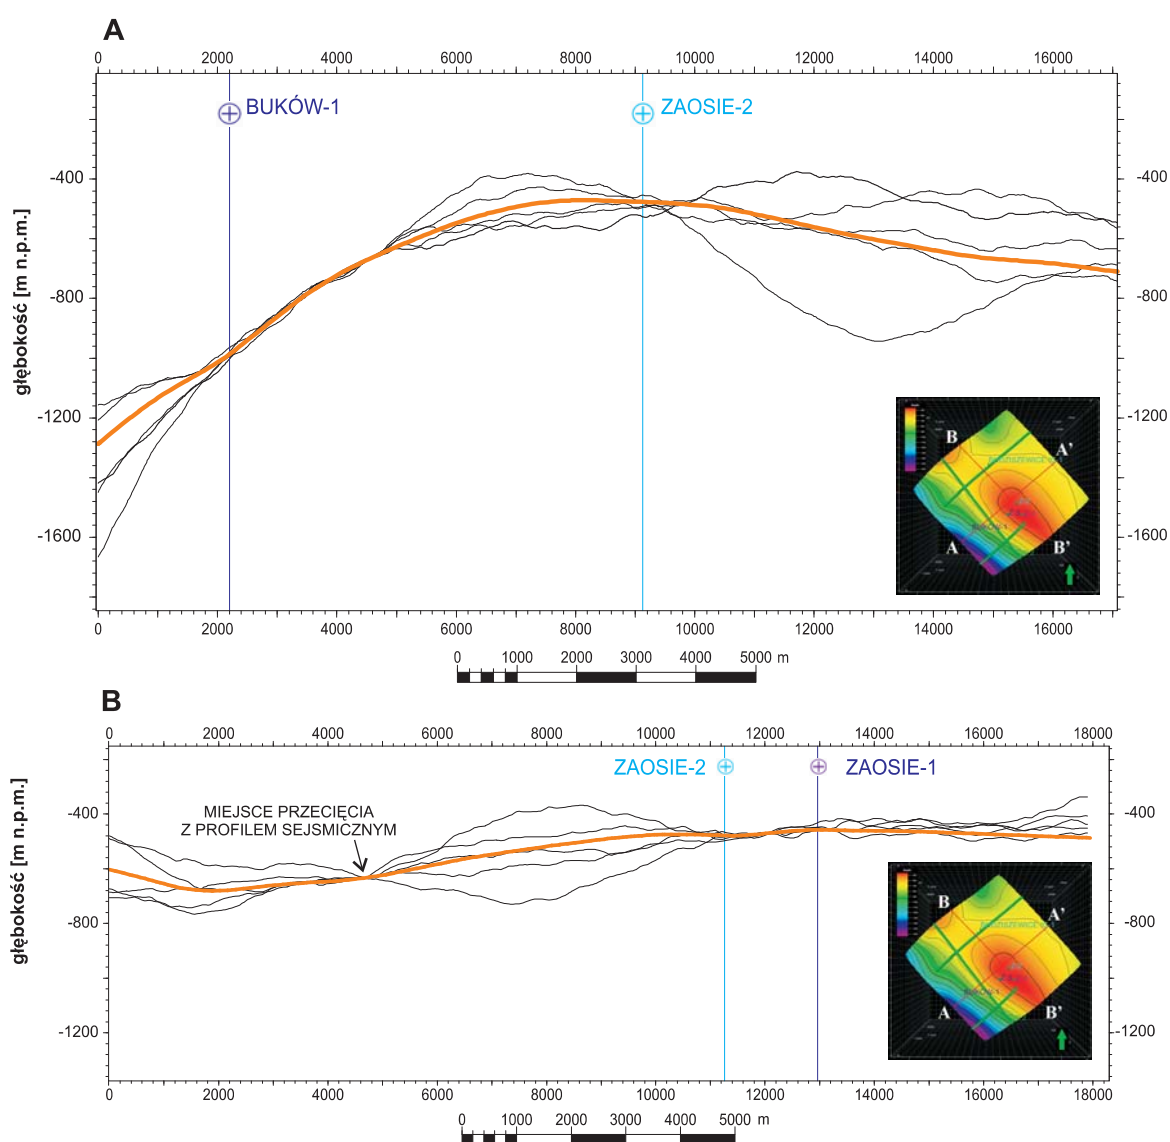 A
0 2000 4000 6000 8000 10000 12000 14000 16000
BUKÓW-1 ZAOSIE-2
głębokość [m n.p.m.]
-400 -400
-800 -800
-1200 -1200
-1600 -1600
B A'
A B'
0 2000 4000 6000 8000 10000 12000 14000 16000
0 1000 2000 3000 4000 5000 m
B
0 2000 4000 6000 8000 10000 12000 14000 16000 18000
ZAOSIE-2 ZAOSIE-1
głębokość [m n.p.m.]
MIEJSCE PRZECIĘCIA
Z PROFILEM SEJSMICZNYM
-400 -400
-800 -800
-1200 -1200
B A'
A B'
0 2000 4000 6000 8000 10000 12000 14000 16000 18000
0 1000 2000 3000 4000 5000 m